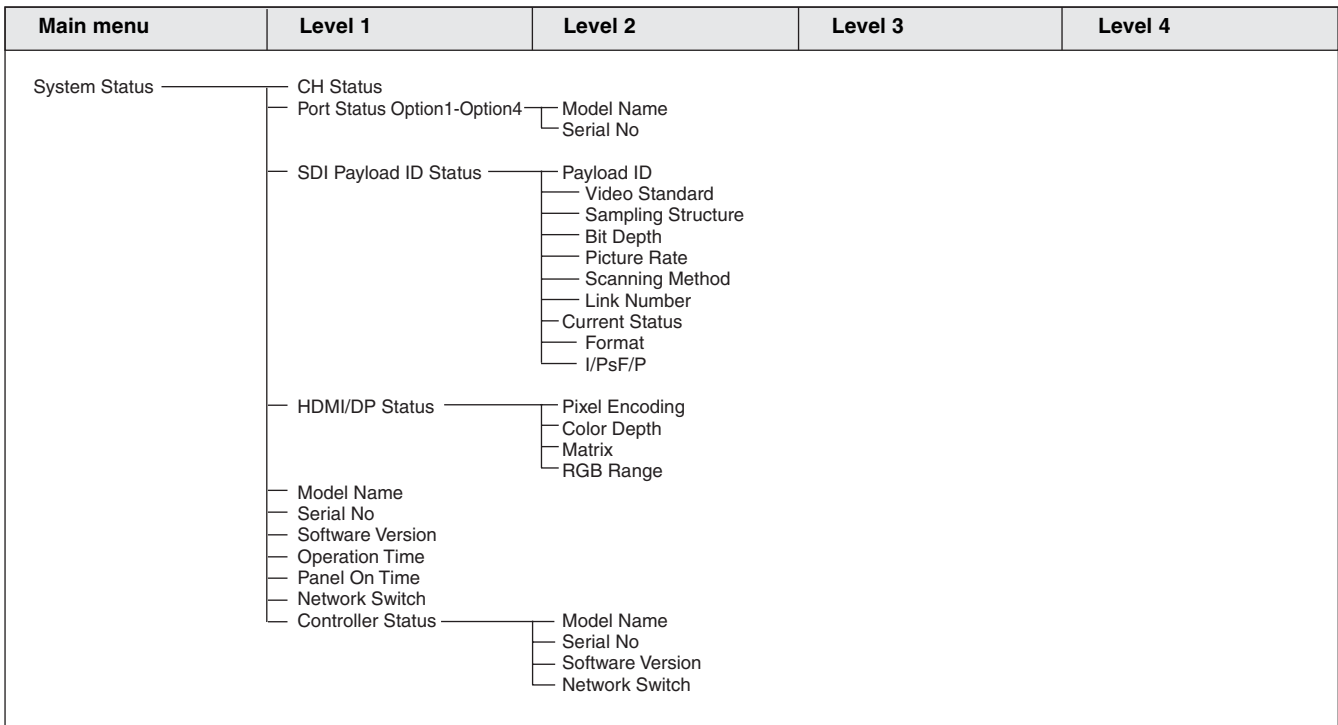 Main menu Level 1 Level 2 Level 3 Level 4
System Status CH Status
Port Status Option1-Option4 Model Name
Serial No
SDI Payload ID Status Payload ID
Video Standard
Sampling Structure
Bit Depth
Picture Rate
Scanning Method
Link Number
Current Status
Format
I/PsF/P
HDMI/DP Status Pixel Encoding
Color Depth
Matrix
RGB Range
Model Name
Serial No
Software Version
Operation Time
Panel On Time
Network Switch
Controller Status Model Name
Serial No
Software Version
Network Switch